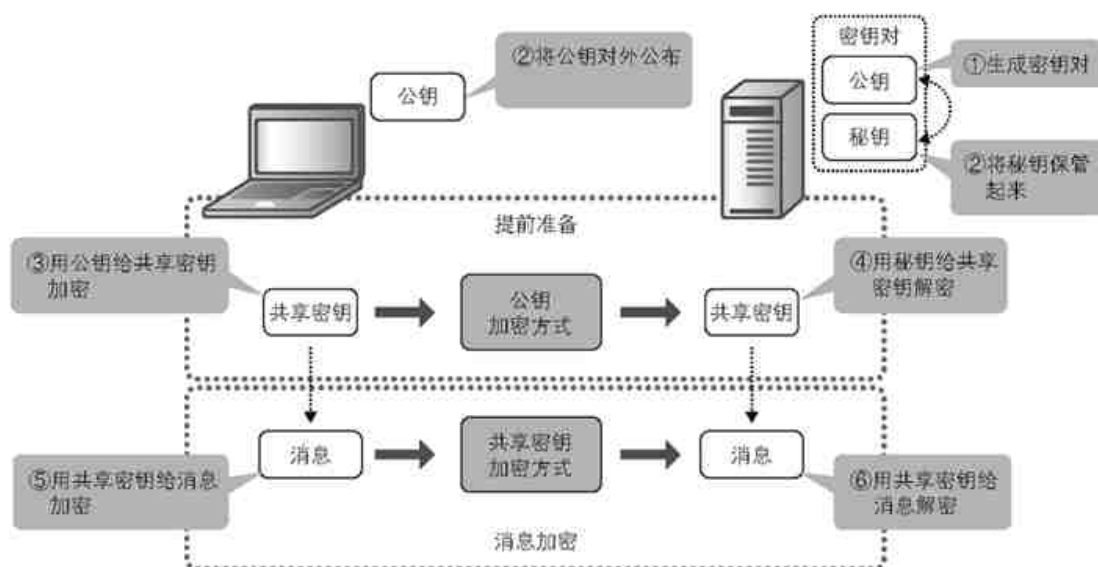 密钥对
②将公钥对外公布
①生成密钥对
公钥
公钥
秘钥
②将秘钥保管
起来
提前准备
③用公钥给共享密钥
加密
④用秘钥给共享
密钥解密
共享密钥
公钥
加密方式
共享密钥
消息
共享密钥
加密方式
消息
⑤用共享密钥给消息
加密
⑥用共享密钥给
消息解密
消息加密